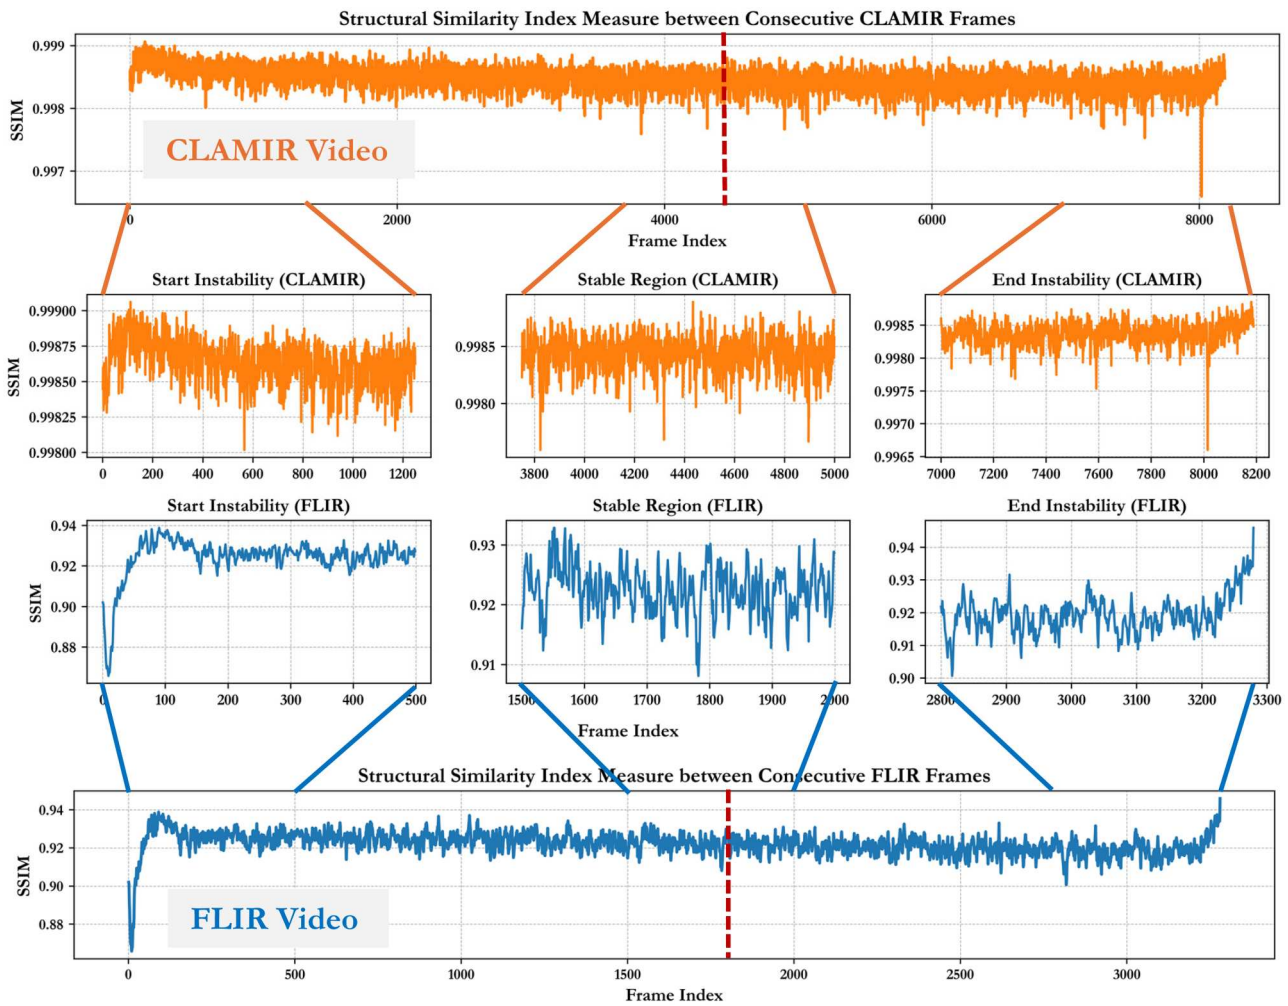 Structural Similarity Index Measure between Consecutive CLAMIR Frames
0.999
0.998
0.997
SSIM
CLAMIR Video
0 2000 4000 6000 8000
Frame Index
Start Instability (CLAMIR) Stable Region (CLAMIR) End Instability (CLAMIR)
0.99900
0.99875
0.99850
0.99825
0.99800
SSIM
0 200 400 600 800 1000 1200
0.9985
0.9980
3800 4000 4200 4400 4600 4800 5000
0.9985
0.9980
0.9975
0.9970
0.9965
7000 7200 7400 7600 7800 8000 8200
Start Instability (FLIR) Stable Region (FLIR) End Instability (FLIR)
0.94
0.92
0.90
0.88
SSIM
0 100 200 300 400 500
0.93
0.92
0.91
1500 1600 1700 1800 1900 2000
0.94
0.93
0.92
0.91
0.90
2800 2900 3000 3100 3200 3300
Frame Index
Structural Similarity Index Measure between Consecutive FLIR Frames
0.94
0.92
0.90
0.88
SSIM
FLIR Video
0 500 1000 1500 2000 2500 3000
Frame Index